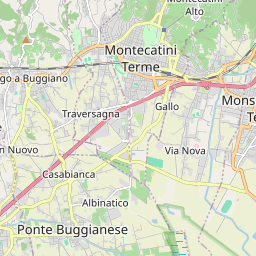 Montecatini
Terme
Montecatini
Alto
go a Buggiano
Traversagna
Gallo
Mons
Te
n Nuovo
Via Nova
Casabianca
Albinatico
Ponte Buggianese